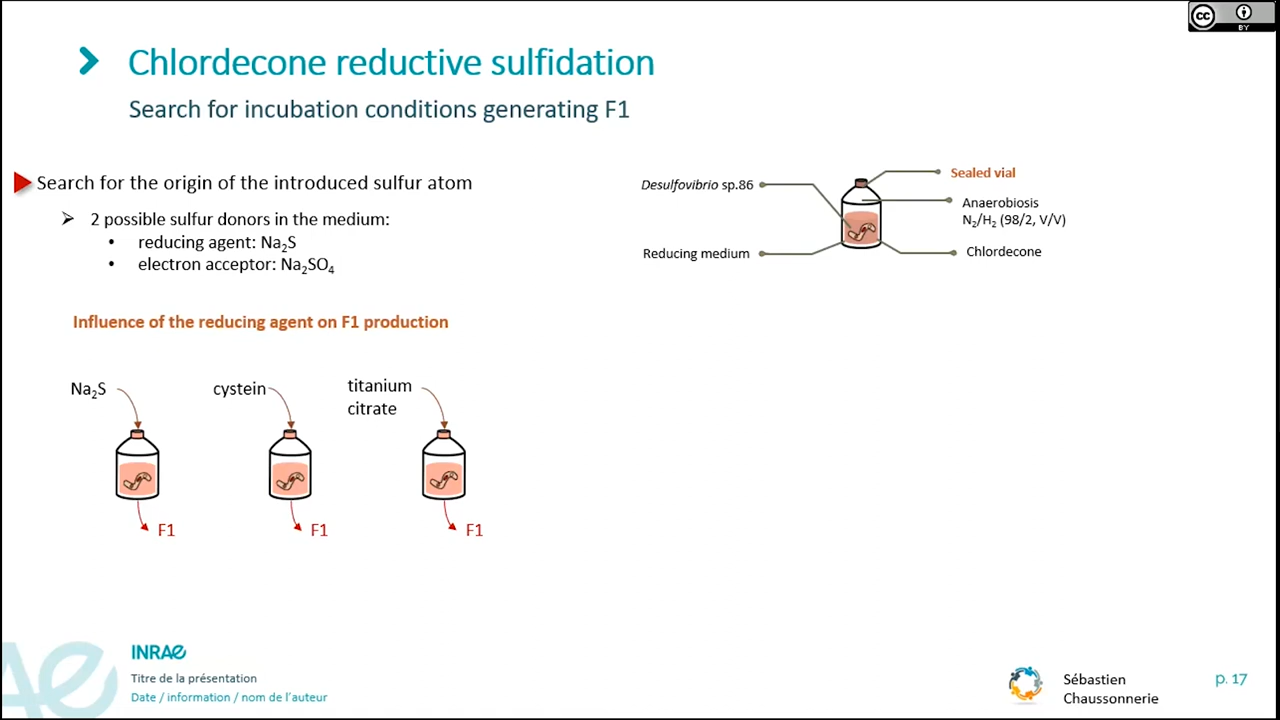 CC BY
Chlordecone reductive sulfidation
Search for incubation conditions generating F1
Search for the origin of the introduced sulfur atom
2 possible sulfur donors in the medium:
• reducing agent: Na₂S
• electron acceptor: Na₂SO₄
Desulfovibrio sp.86
Reducing medium
Sealed vial
Anaerobiosis
N₂/H₂ (98/2, V/V)
Chlordecone
Influence of the reducing agent on F1 production
Na₂S
cystein
titanium
citrate
F1
F1
F1
INRAE
Titre de la présentation
Date / information / nom de l'auteur
Sébastien
Chaussonnerie
p. 17